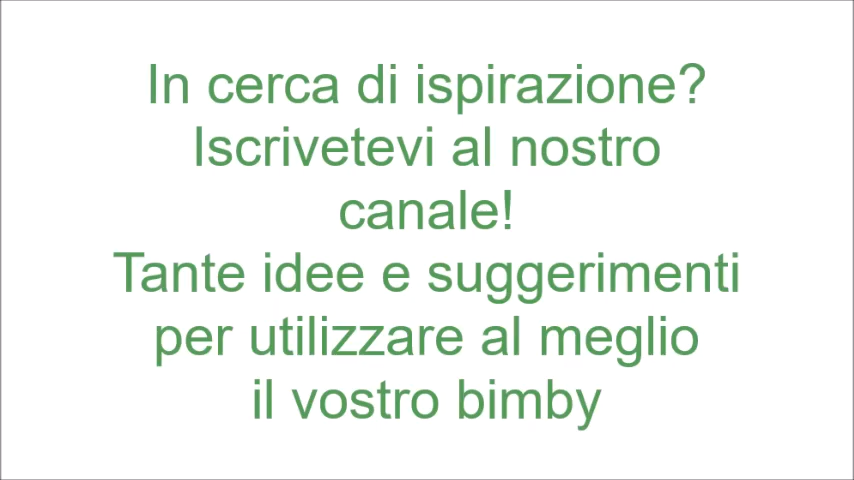 In cerca di ispirazione?
Iscrivetevi al nostro
canale!
Tante idee e suggerimenti
per utilizzare al meglio
il vostro bimby